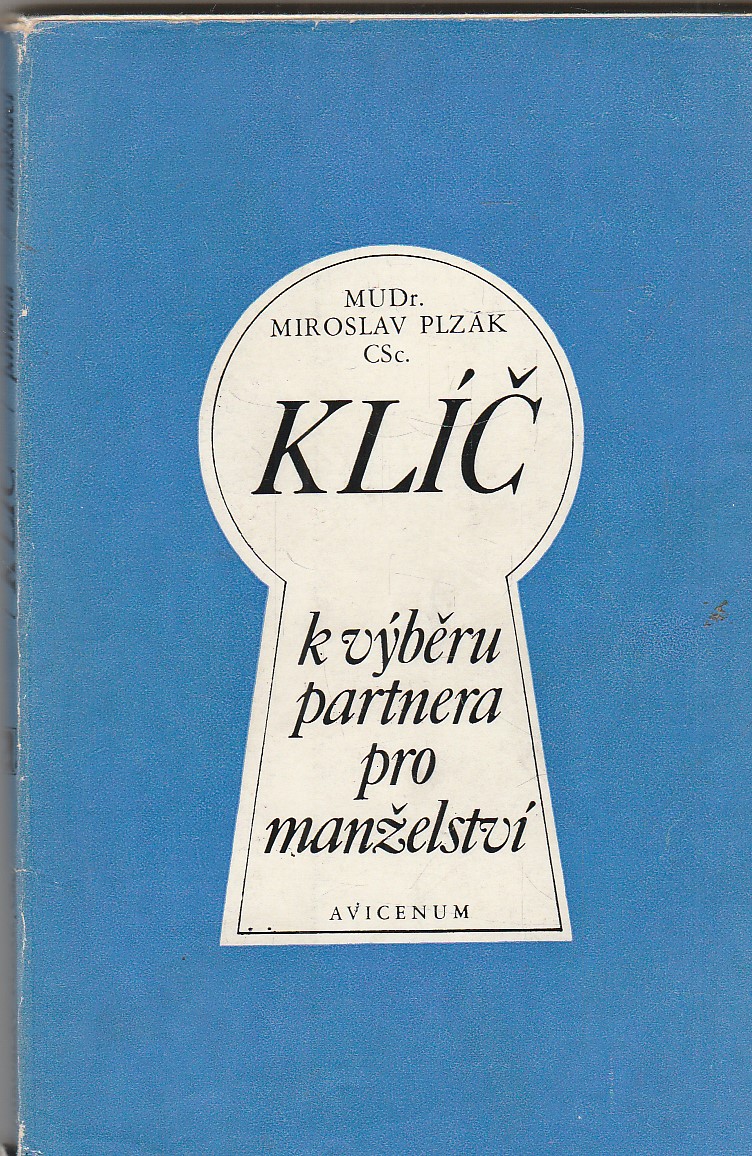 MUDr.
MIROSLAV PLZÁK
CSc.
KLÍČ
k výběru
partnera
pro
manželství
AVICENUM